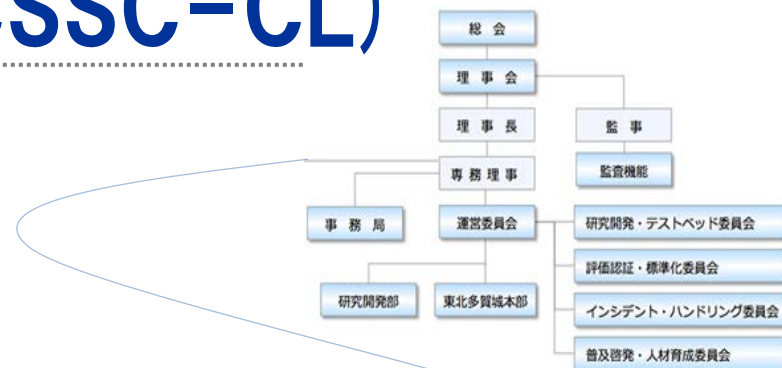 SSC-CL)
総 会
理 事 会
理 事 長
監 事
専 務 理 事
監査機能
事 務 局
運営委員会
研究開発・テストベッド委員会
評価認証・標準化委員会
研究開発部
東北多賀城本部
インシデント・ハンドリング委員会
普及啓発・人材育成委員会